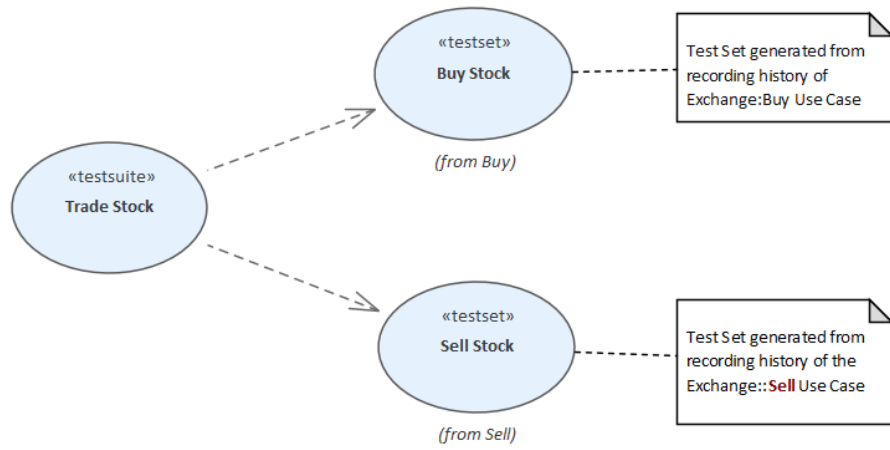 «testset»
Buy Stock
(from Buy)
Test Set generated from
recording history of
Exchange:Buy Use Case
«testsuite»
Trade Stock
«testset»
Sell Stock
(from Sell)
Test Set generated from
recording history of the
Exchange::Sell Use Case